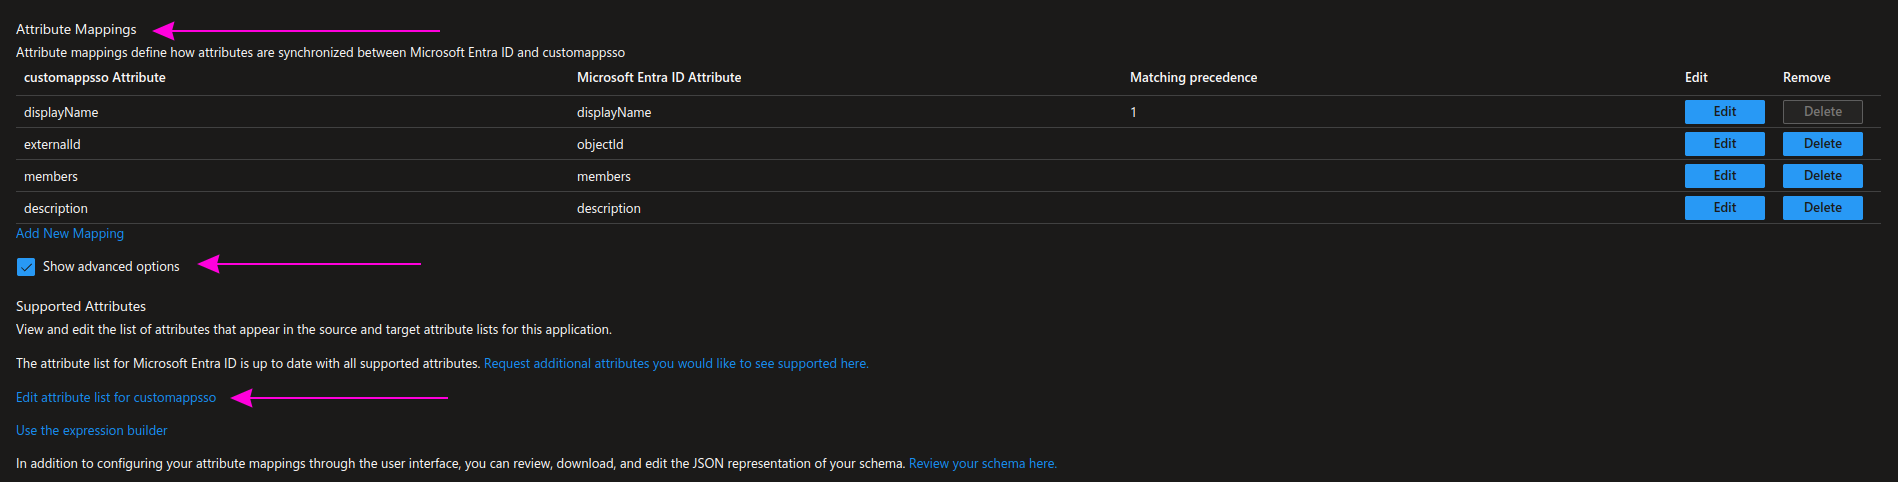 Attribute Mappings
Attribute mappings define how attributes are synchronized between Microsoft Entra ID and customappsso
customappsso Attribute Microsoft Entra ID Attribute Matching precedence Edit Remove
displayName displayName 1 Edit Delete
externalId objectId Edit Delete
members members Edit Delete
description description Edit Delete
Add New Mapping
Show advanced options
Supported Attributes
View and edit the list of attributes that appear in the source and target attribute lists for this application.
The attribute list for Microsoft Entra ID is up to date with all supported attributes. Request additional attributes you would like to see supported here.
Edit attribute list for customappsso
Use the expression builder
In addition to configuring your attribute mappings through the user interface, you can review, download, and edit the JSON representation of your schema. Review your schema here.